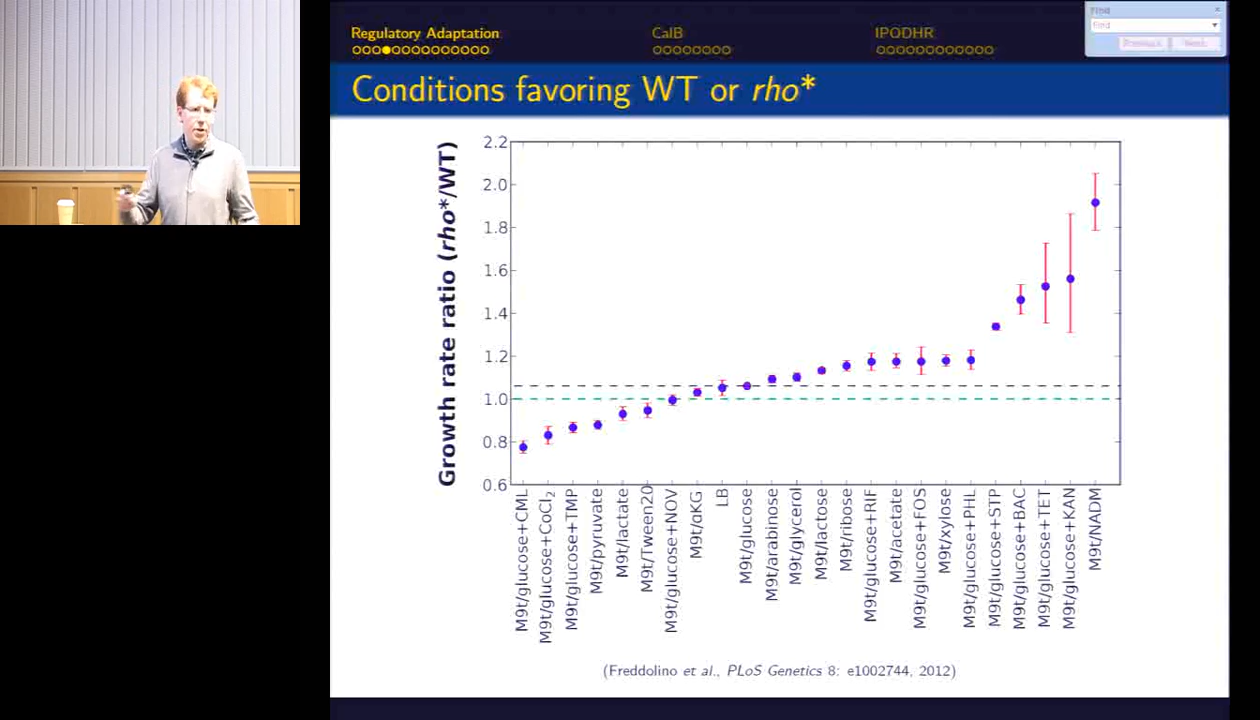 Regulatory Adaptation
CalB
IPODHR
Find
Find
Previous
Next
Conditions favoring WT or rho*
Growth rate ratio (rho*/WT)
2.2
2.0
1.8
1.6
1.4
1.2
1.0
0.8
0.6
M9t/glucose+CML
M9t/glucose+CoCl₂
M9t/glucose+TMP
M9t/pyruvate
M9t/lactate
M9t/Tween20
M9t/glucose+NOV
M9t/αKG
LB
M9t/glucose
M9t/arabinose
M9t/glycerol
M9t/lactose
M9t/ribose
M9t/glucose+RIF
M9t/acetate
M9t/glucose+FOS
M9t/xylose
M9t/glucose+PHL
M9t/glucose+STP
M9t/glucose+BAC
M9t/glucose+TET
M9t/glucose+KAN
M9t/NADM
(Freddolino et al., PLoS Genetics 8: e1002744, 2012)